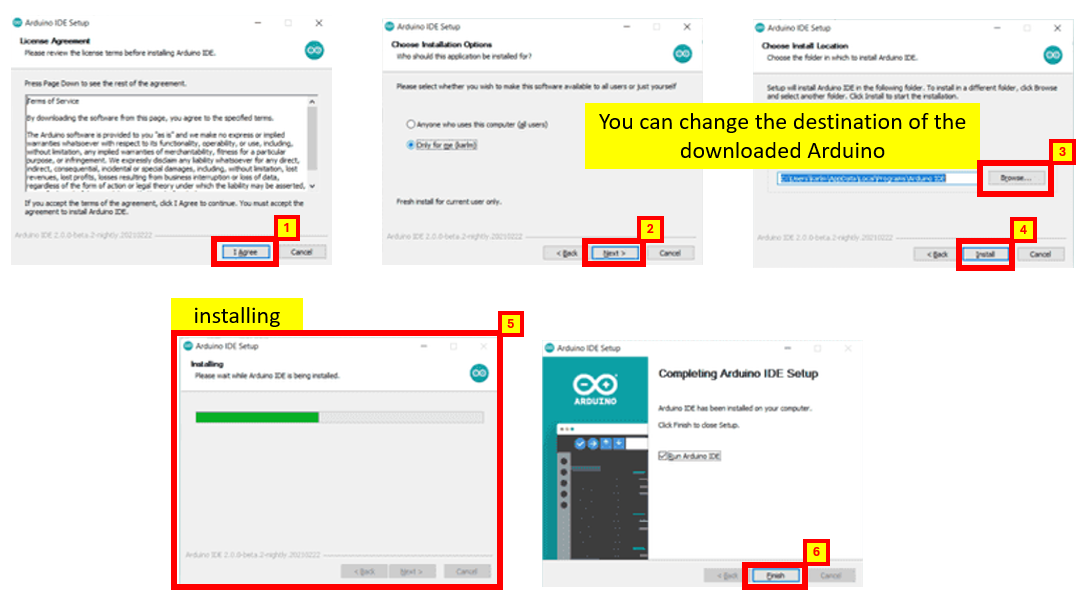 Arduino IDE Setup
License Agreement
Please review the license terms before installing Arduino IDE.
Press Page Down to see the rest of the agreement.
Terms of Service
By downloading the software from this page, you agree to the specified terms.
The Arduino software is provided to you "as is" and we make no express or implied
warranties whatsoever with respect to its functionality, operability, or use, including,
without limitation, any implied warranties of merchantability, fitness for a particular
purpose, or infringement. We expressly disclaim any liability whatsoever for any direct,
indirect, consequential, incidental or special damages, including, without limitation, lost
revenues, lost profits, losses resulting from business interruption or loss of data,
regardless of the form of action or legal theory under which the liability may be asserted,
If you accept the terms of the agreement, click I Agree to continue. You must accept the
agreement to install Arduino IDE.
1
Arduino IDE 2.0.0-beta.2-nightly-20210222
I Agree
Cancel
Arduino IDE Setup
Choose Installation Options
Who should this application be installed for?
Please select whether you wish to make this software available to all users or just yourself
Anyone who uses this computer (all users)
Only for me (karlin)
Fresh install for current user only.
2
Arduino IDE 2.0.0-beta.2-nightly-20210222
< Back
Next >
Cancel
Arduino IDE Setup
Choose Install Location
Choose the folder in which to install Arduino IDE.
Setup will install Arduino IDE in the following folder. To install in a different folder, click Browse
and select another folder. Click Install to start the installation.
You can change the destination of the
downloaded Arduino
3
C:\Users\karlin\AppData\Local\Programs\Arduino IDE
Browse...
4
Arduino IDE 2.0.0-beta.2-nightly-20210222
< Back
Install
Cancel
installing
5
Arduino IDE Setup
Installing
Please wait while Arduino IDE is being installed.
Arduino IDE 2.0.0-beta.2-nightly-20210222
< Back
Next >
Cancel
Arduino IDE Setup
ARDUINO
Completing Arduino IDE Setup
Arduino IDE has been installed on your computer.
Click Finish to close Setup.
Run Arduino IDE
6
< Back
Finish
Cancel